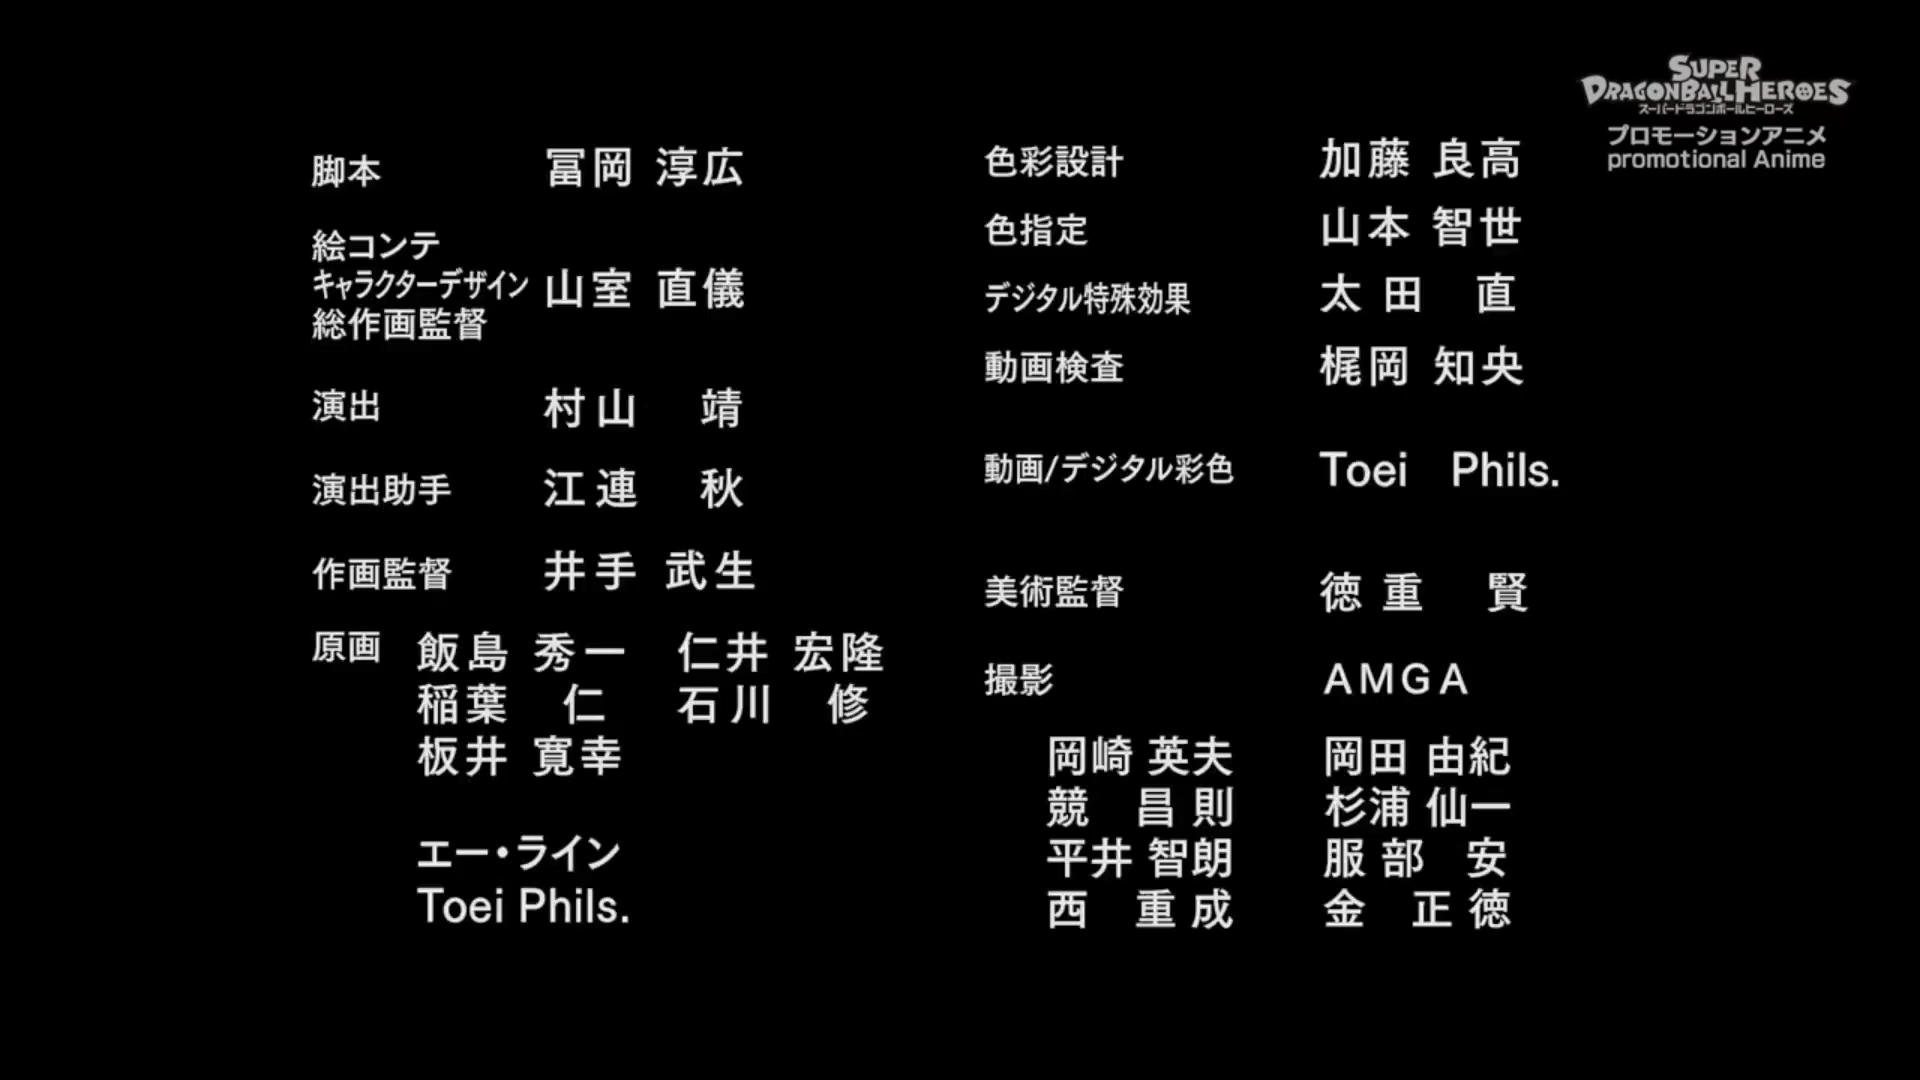 脚本 冨岡 淳広
絵コンテ
キャラクターデザイン 山室 直儀
総作画監督
演出 村山 靖
演出助手 江連 秋
作画監督 井手 武生
原画 飯島 秀一 仁井 宏隆
稲葉 仁 石川 修
板井 寛幸
エー・ライン
Toei Phils.
SUPER
DRAGONBALL HEROES
スーパードラゴンボールヒーローズ
プロモーションアニメ
promotional Anime
色彩設計 加藤 良高
色指定 山本 智世
デジタル特殊効果 太田 直
動画検査 梶岡 知央
動画/デジタル彩色 Toei Phils.
美術監督 徳重 賢
撮影 AMGA
岡崎 英夫 岡田 由紀
競 昌則 杉浦 仙一
平井 智朗 服部 安
西 重成 金 正徳